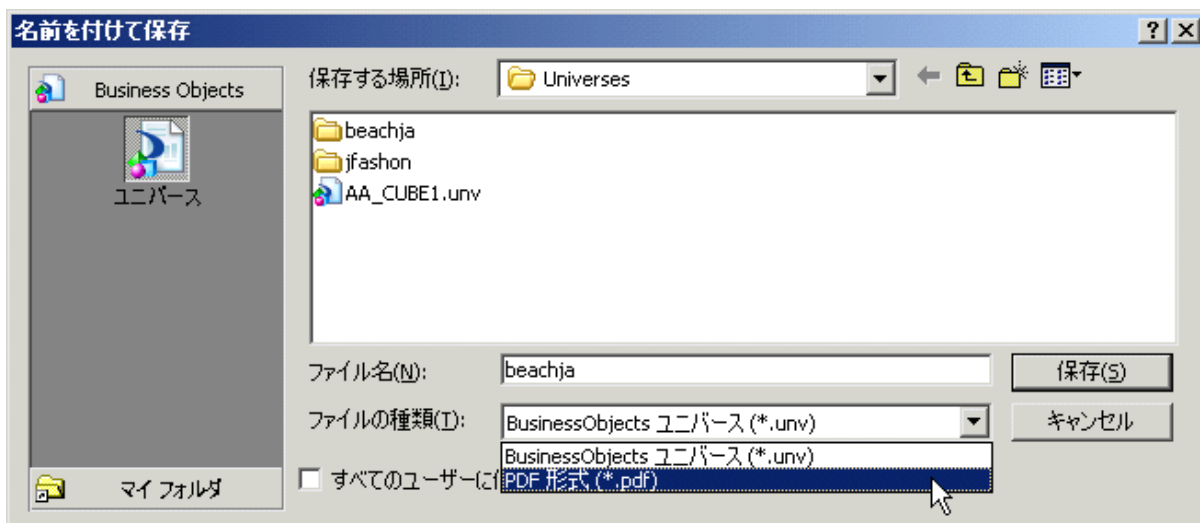 名前を付けて保存
Business Objects
ユニバース
マイ フォルダ
保存する場所(I):
Universes
beachja
jfashon
AA_CUBE1.unv
ファイル名(N):
beachja
保存(S)
ファイルの種類(T):
BusinessObjects ユニバース (*.unv)
キャンセル
BusinessObjects ユニバース (*.unv)
PDF 形式 (*.pdf)
すべてのユーザーに